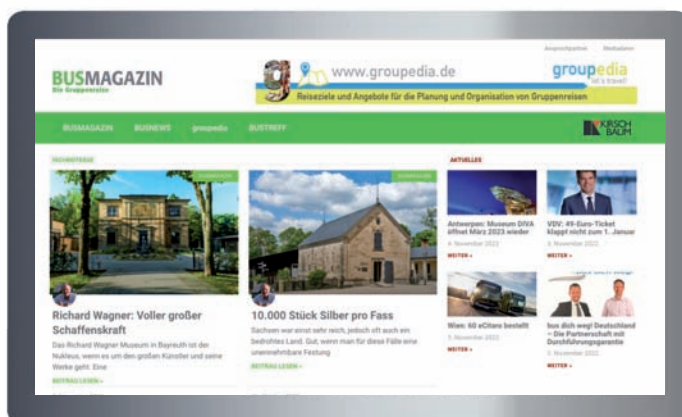 Ansprechpartner Mediadaten
BUSMAGAZIN
Die Gruppenreise
g www.groupedia.de
groupedia
let's travel!
Reiseziele und Angebote für die Planung und Organisation von Gruppenreisen
BUSMAGAZIN BUSNEWS groupedia BUSTREFF
KIRSCH
BAUM
FACHBEITRÄGE
AKTUELLES
BUSMAGAZIN
BUSMAGAZIN
Richard Wagner: Voller großer
Schaffenskraft
Das Richard Wagner Museum in Bayreuth ist der
Nukleus, wenn es um den großen Künstler und seine
Werke geht. Eine
BEITRAG LESEN »
10.000 Stück Silber pro Fass
Sachsen war einst sehr reich, jedoch oft auch ein
bedrohtes Land. Gut, wenn man für diese Fälle eine
uneinnehmbare Festung
BEITRAG LESEN »
Antwerpen: Museum DIVA
öffnet März 2023 wieder
4. November 2022
WEITER »
VDV: 49-Euro-Ticket
klappt nicht zum 1. Januar
3. November 2022
WEITER »
Wien: 60 eCitaro bestellt
3. November 2022
WEITER »
bus dich weg! Deutschland
– Die Partnerschaft mit
Durchführungsgarantie
3. November 2022
WEITER »